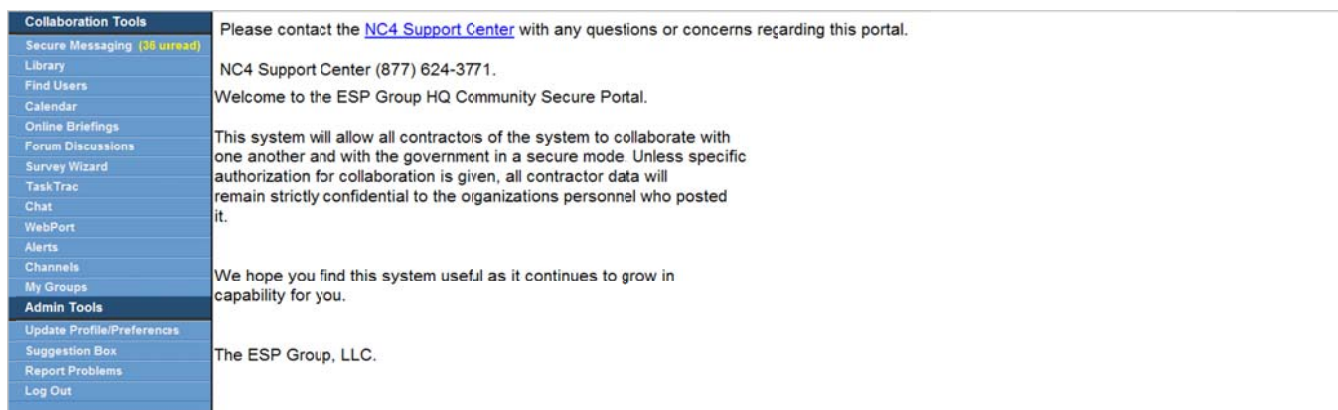 Collaboration Tools
Secure Messaging (36 unread)
Library
Find Users
Calendar
Online Briefings
Forum Discussions
Survey Wizard
TaskTrac
Chat
WebPort
Alerts
Channels
My Groups
Admin Tools
Update Profile/Preferences
Suggestion Box
Report Problems
Log Out
Please contact the NC4 Support Center with any questions or concerns regarding this portal.
NC4 Support Center (877) 624-3771.
Welcome to the ESP Group HQ Community Secure Portal.
This system will allow all contractors of the system to collaborate with
one another and with the government in a secure mode. Unless specific
authorization for collaboration is given, all contractor data will
remain strictly confidential to the organizations personnel who posted
it.
We hope you find this system useful as it continues to grow in
capability for you.
The ESP Group, LLC.